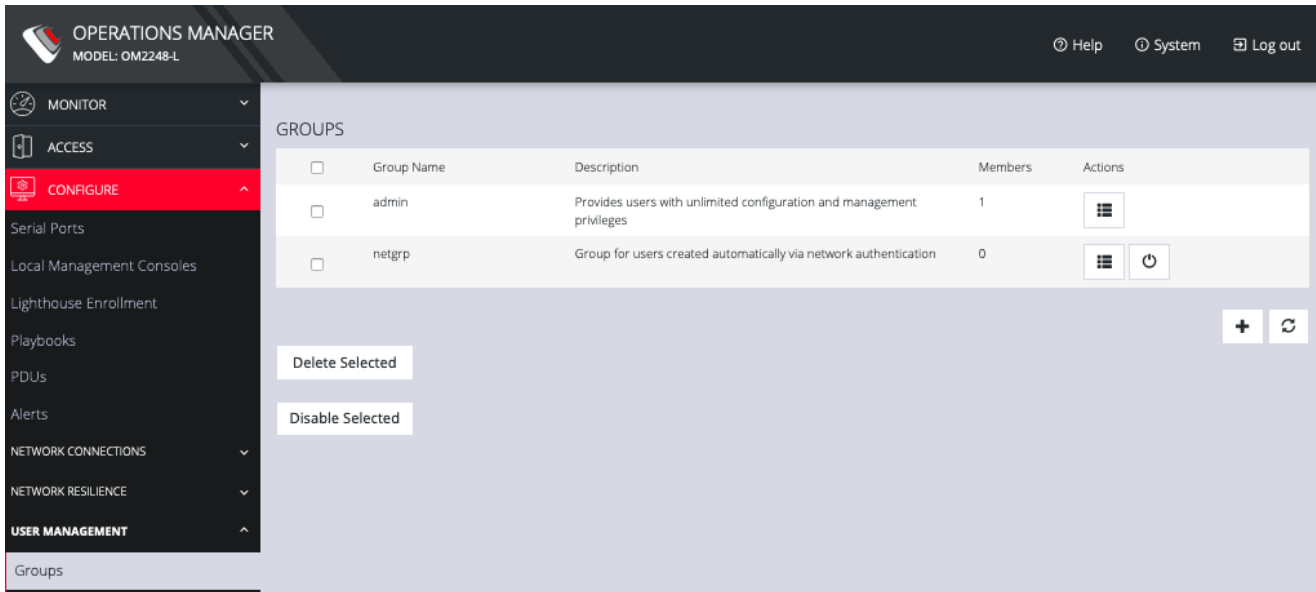 OPERATIONS MANAGER
MODEL: OM2248-L
Help
System
Log out
MONITOR
ACCESS
CONFIGURE
Serial Ports
Local Management Consoles
Lighthouse Enrollment
Playbooks
PDUs
Alerts
NETWORK CONNECTIONS
NETWORK RESILIENCE
USER MANAGEMENT
Groups
GROUPS
Group Name Description Members Actions
admin Provides users with unlimited configuration and management 1
privileges
netgrp Group for users created automatically via network authentication 0
Delete Selected
Disable Selected